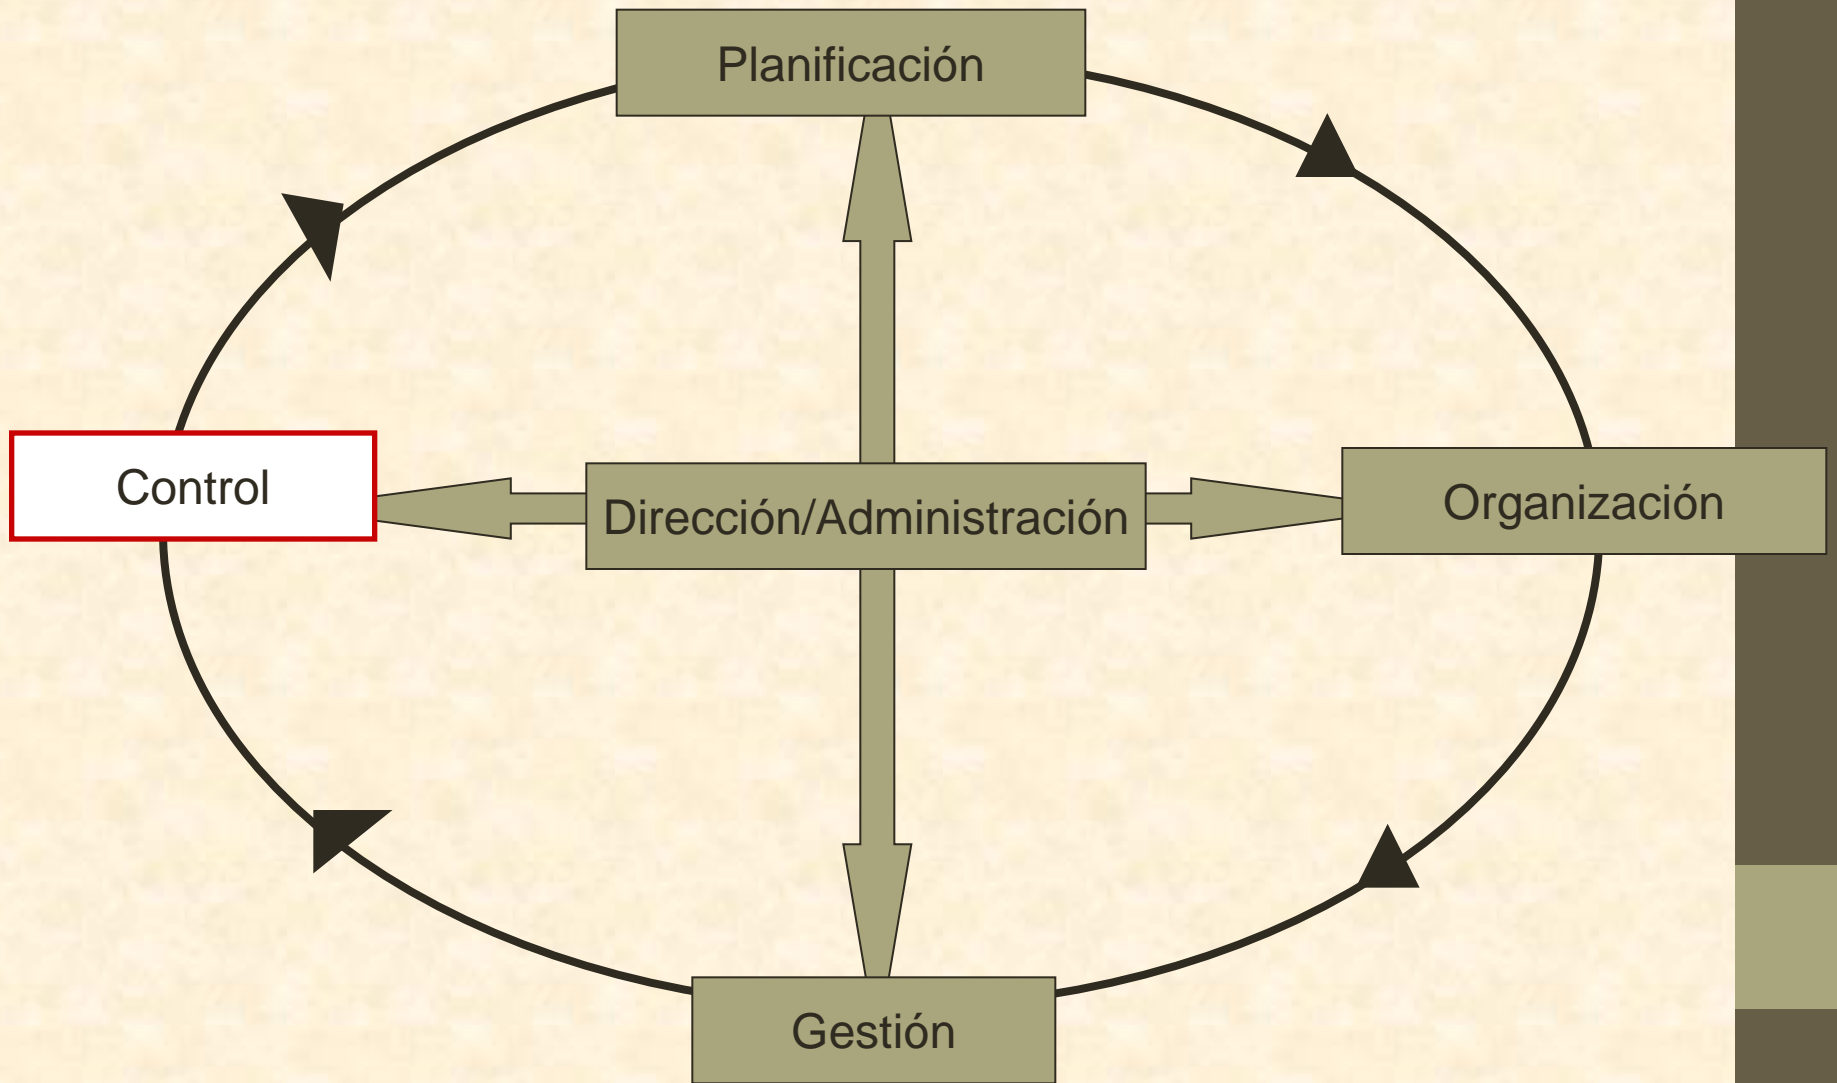 Planificación
Control
Dirección/Administración
Organización
Gestión